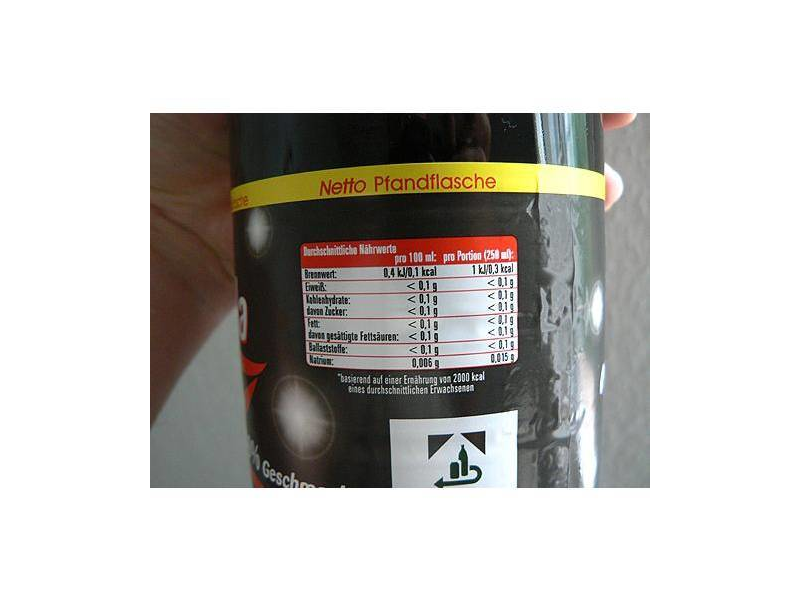 Netto Pfandflasche
Durchschnittliche Nährwerte
pro 100 ml: pro Portion (250 ml):
Brennwert: 0,4 kJ/0,1 kcal 1 kJ/0,3 kcal
Eiweiß: < 0,1 g < 0,1 g
Kohlenhydrate: < 0,1 g < 0,1 g
davon Zucker: < 0,1 g < 0,1 g
Fett: < 0,1 g < 0,1 g
davon gesättigte Fettsäuren: < 0,1 g < 0,1 g
Ballaststoffe: < 0,1 g < 0,1 g
Natrium: 0,006 g 0,015 g
*basierend auf einer Ernährung von 2000 kcal
eines durchschnittlichen Erwachsenen